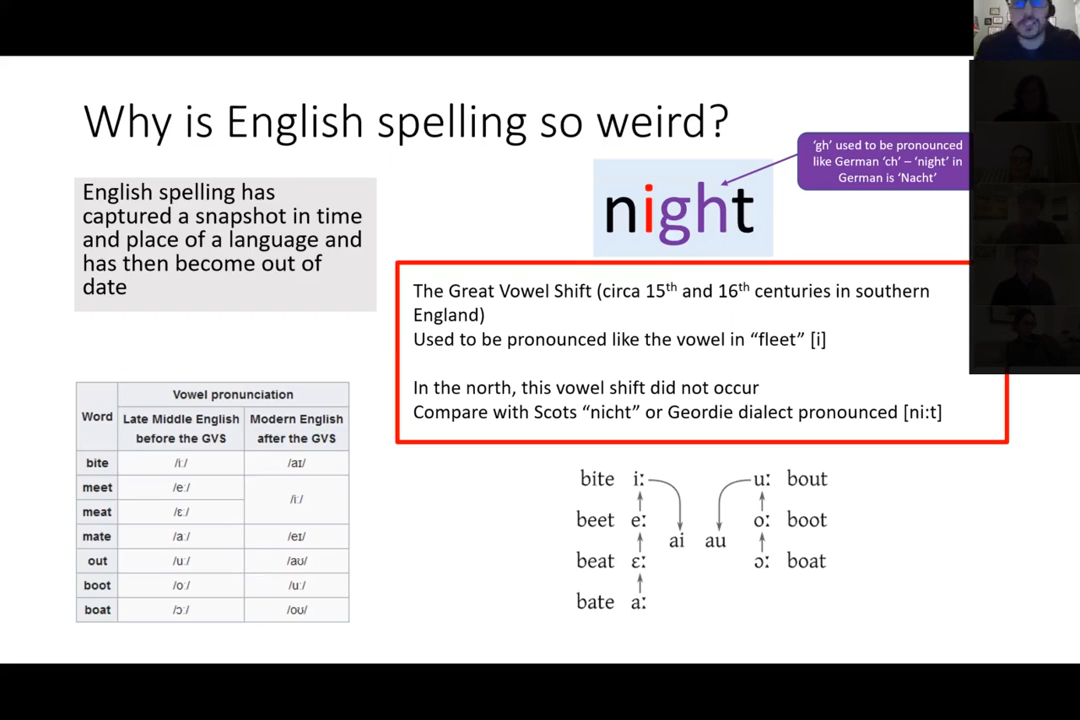 Why is English spelling so weird?
'gh' used to be pronounced
like German 'ch' – 'night' in
German is 'Nacht'
English spelling has
captured a snapshot in time
and place of a language and
has then become out of
date
night
The Great Vowel Shift (circa 15th and 16th centuries in southern
England)
Used to be pronounced like the vowel in “fleet” [i]
In the north, this vowel shift did not occur
Compare with Scots “nicht” or Geordie dialect pronounced [ni:t]
Word Vowel pronunciation
Late Middle English before the GVS Modern English after the GVS
bite /iː/ /aɪ/
meet /eː/ /iː/
meat /ɛː/
mate /aː/ /eɪ/
out /uː/ /aʊ/
boot /oː/ /uː/
boat /ɔː/ /oʊ/
bite iː uː bout
beet eː oː boot
ai au
beat ɛː ɔː boat
bate aː